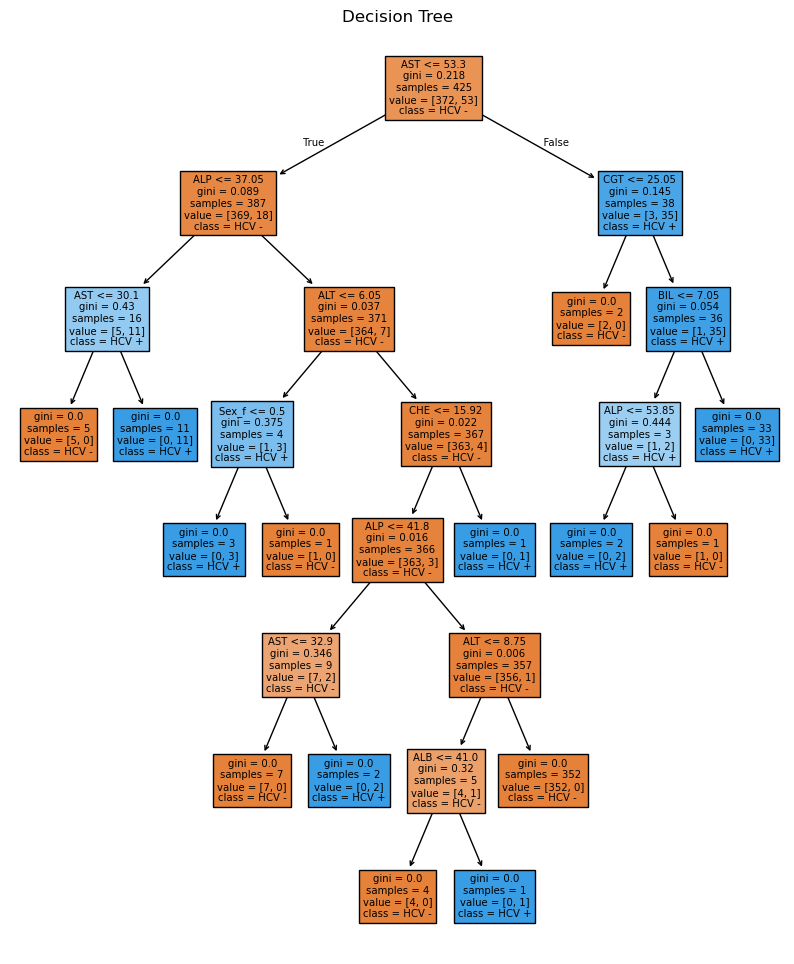 Decision Tree
AST <= 53.3
gini = 0.218
samples = 425
value = [372, 53]
class = HCV -
True
False
ALP <= 37.05
gini = 0.089
samples = 387
value = [369, 18]
class = HCV -
CGT <= 25.05
gini = 0.145
samples = 38
value = [3, 35]
class = HCV +
AST <= 30.1
gini = 0.43
samples = 16
value = [5, 11]
class = HCV +
ALT <= 6.05
gini = 0.037
samples = 371
value = [364, 7]
class = HCV -
gini = 0.0
samples = 2
value = [2, 0]
class = HCV -
BIL <= 7.05
gini = 0.054
samples = 36
value = [1, 35]
class = HCV +
gini = 0.0
samples = 5
value = [5, 0]
class = HCV -
gini = 0.0
samples = 11
value = [0, 11]
class = HCV +
Sex_f <= 0.5
gini = 0.375
samples = 4
value = [1, 3]
class = HCV +
CHE <= 15.92
gini = 0.022
samples = 367
value = [363, 4]
class = HCV -
ALP <= 53.85
gini = 0.444
samples = 3
value = [1, 2]
class = HCV +
gini = 0.0
samples = 33
value = [0, 33]
class = HCV +
gini = 0.0
samples = 3
value = [0, 3]
class = HCV +
gini = 0.0
samples = 1
value = [1, 0]
class = HCV -
ALP <= 41.8
gini = 0.016
samples = 366
value = [363, 3]
class = HCV -
gini = 0.0
samples = 1
value = [0, 1]
class = HCV +
gini = 0.0
samples = 2
value = [0, 2]
class = HCV +
gini = 0.0
samples = 1
value = [1, 0]
class = HCV -
AST <= 32.9
gini = 0.346
samples = 9
value = [7, 2]
class = HCV -
ALT <= 8.75
gini = 0.006
samples = 357
value = [356, 1]
class = HCV -
gini = 0.0
samples = 7
value = [7, 0]
class = HCV -
gini = 0.0
samples = 2
value = [0, 2]
class = HCV +
ALB <= 41.0
gini = 0.32
samples = 5
value = [4, 1]
class = HCV -
gini = 0.0
samples = 352
value = [352, 0]
class = HCV -
gini = 0.0
samples = 4
value = [4, 0]
class = HCV -
gini = 0.0
samples = 1
value = [0, 1]
class = HCV +